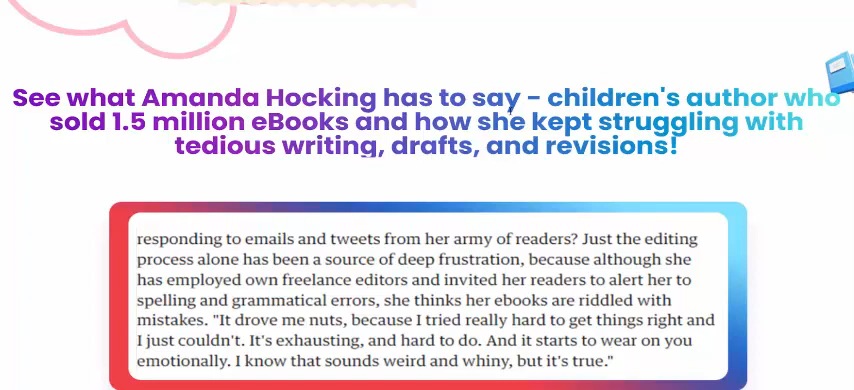 See what Amanda Hocking has to say - children's author who
sold 1.5 million eBooks and how she kept struggling with
tedious writing, drafts, and revisions!
responding to emails and tweets from her army of readers? Just the editing
process alone has been a source of deep frustration, because although she
has employed own freelance editors and invited her readers to alert her to
spelling and grammatical errors, she thinks her ebooks are riddled with
mistakes. "It drove me nuts, because I tried really hard to get things right and
I just couldn't. It's exhausting, and hard to do. And it starts to wear on you
emotionally. I know that sounds weird and whiny, but it's true."